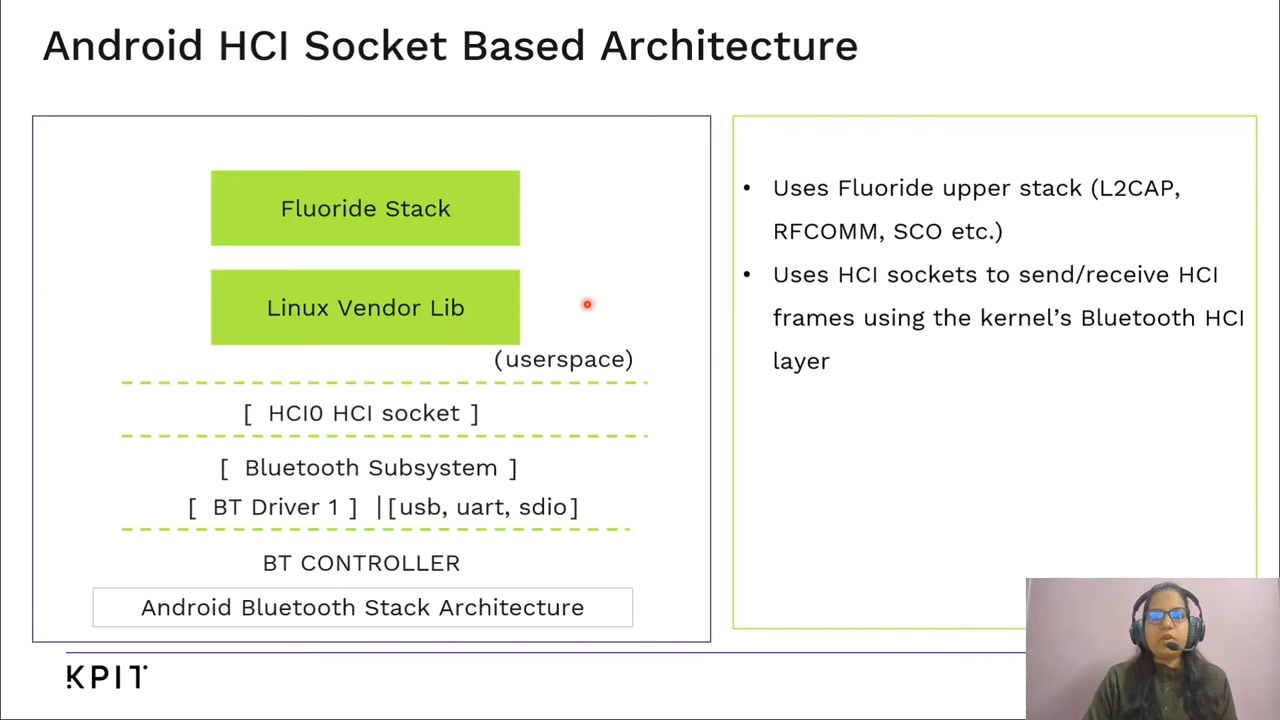 Android HCI Socket Based Architecture
Fluoride Stack
Linux Vendor Lib
(userspace)
[ HCI0 HCI socket ]
[ Bluetooth Subsystem ]
[ BT Driver 1 ] |[usb, uart, sdio]
BT CONTROLLER
Android Bluetooth Stack Architecture
• Uses Fluoride upper stack (L2CAP,
RFCOMM, SCO etc.)
• Uses HCI sockets to send/receive HCI
frames using the kernel’s Bluetooth HCI
layer
KPIT